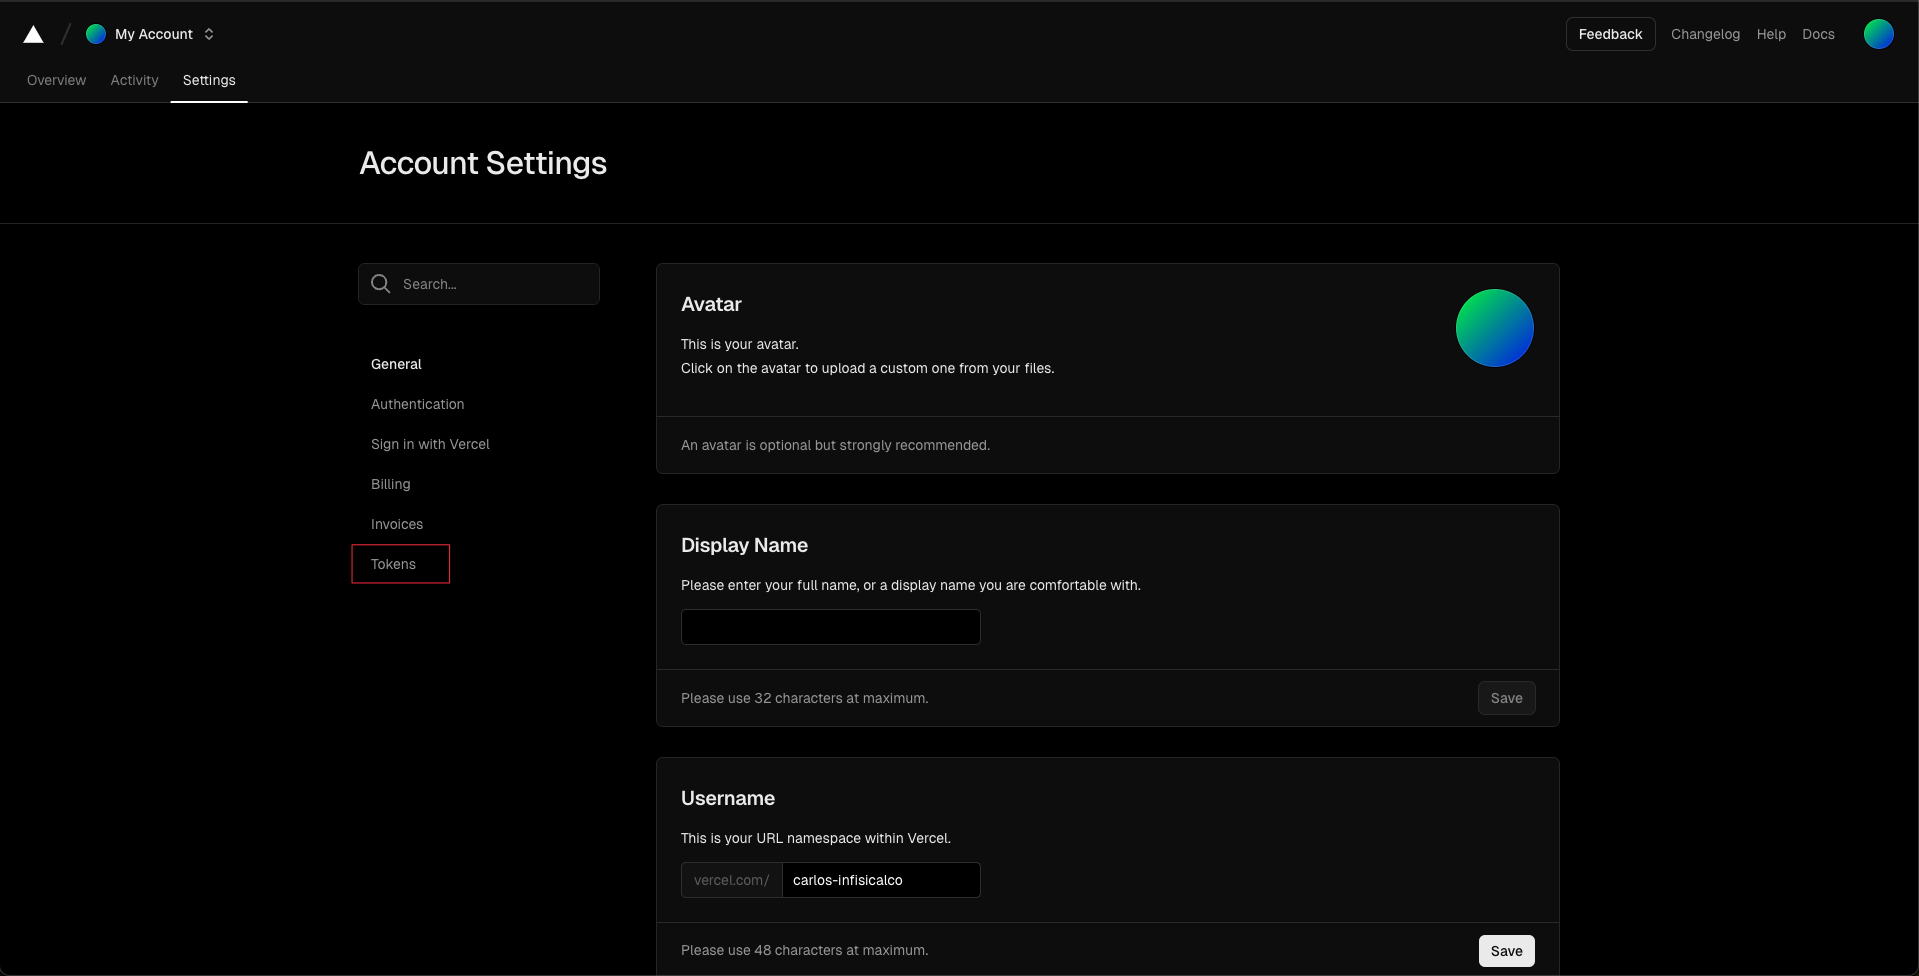 My Account
Feedback
Changelog
Help
Docs
Overview
Activity
Settings
Account Settings
Search...
General
Authentication
Sign in with Vercel
Billing
Invoices
Tokens
Avatar
This is your avatar.
Click on the avatar to upload a custom one from your files.
An avatar is optional but strongly recommended.
Display Name
Please enter your full name, or a display name you are comfortable with.
Please use 32 characters at maximum.
Save
Username
This is your URL namespace within Vercel.
vercel.com/ carlos-infisicalco
Please use 48 characters at maximum.
Save